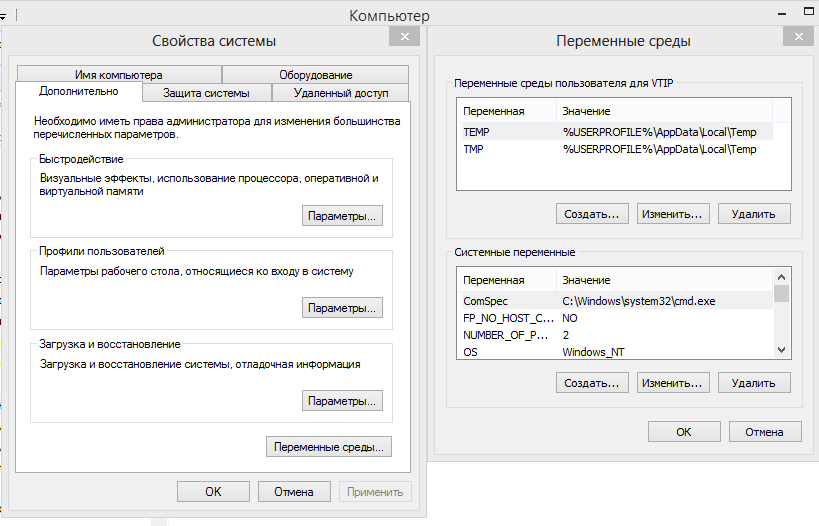 Компьютер
Свойства системы
Имя компьютера
Оборудование
Дополнительно
Защита системы
Удаленный доступ
Необходимо иметь права администратора для изменения большинства
перечисленных параметров.
Быстродействие
Визуальные эффекты, использование процессора, оперативной и
виртуальной памяти
Параметры...
Профили пользователей
Параметры рабочего стола, относящиеся ко входу в систему
Параметры...
Загрузка и восстановление
Загрузка и восстановление системы, отладочная информация
Параметры...
Переменные среды...
OK
Отмена
Применить
Переменные среды
Переменные среды пользователя для VTIP
Переменная Значение
TEMP %USERPROFILE%\AppData\Local\Temp
TMP %USERPROFILE%\AppData\Local\Temp
Создать...
Изменить...
Удалить
Системные переменные
Переменная Значение
ComSpec C:\Windows\system32\cmd.exe
FP_NO_HOST_C... NO
NUMBER_OF_P... 2
OS Windows_NT
Создать...
Изменить...
Удалить
OK
Отмена